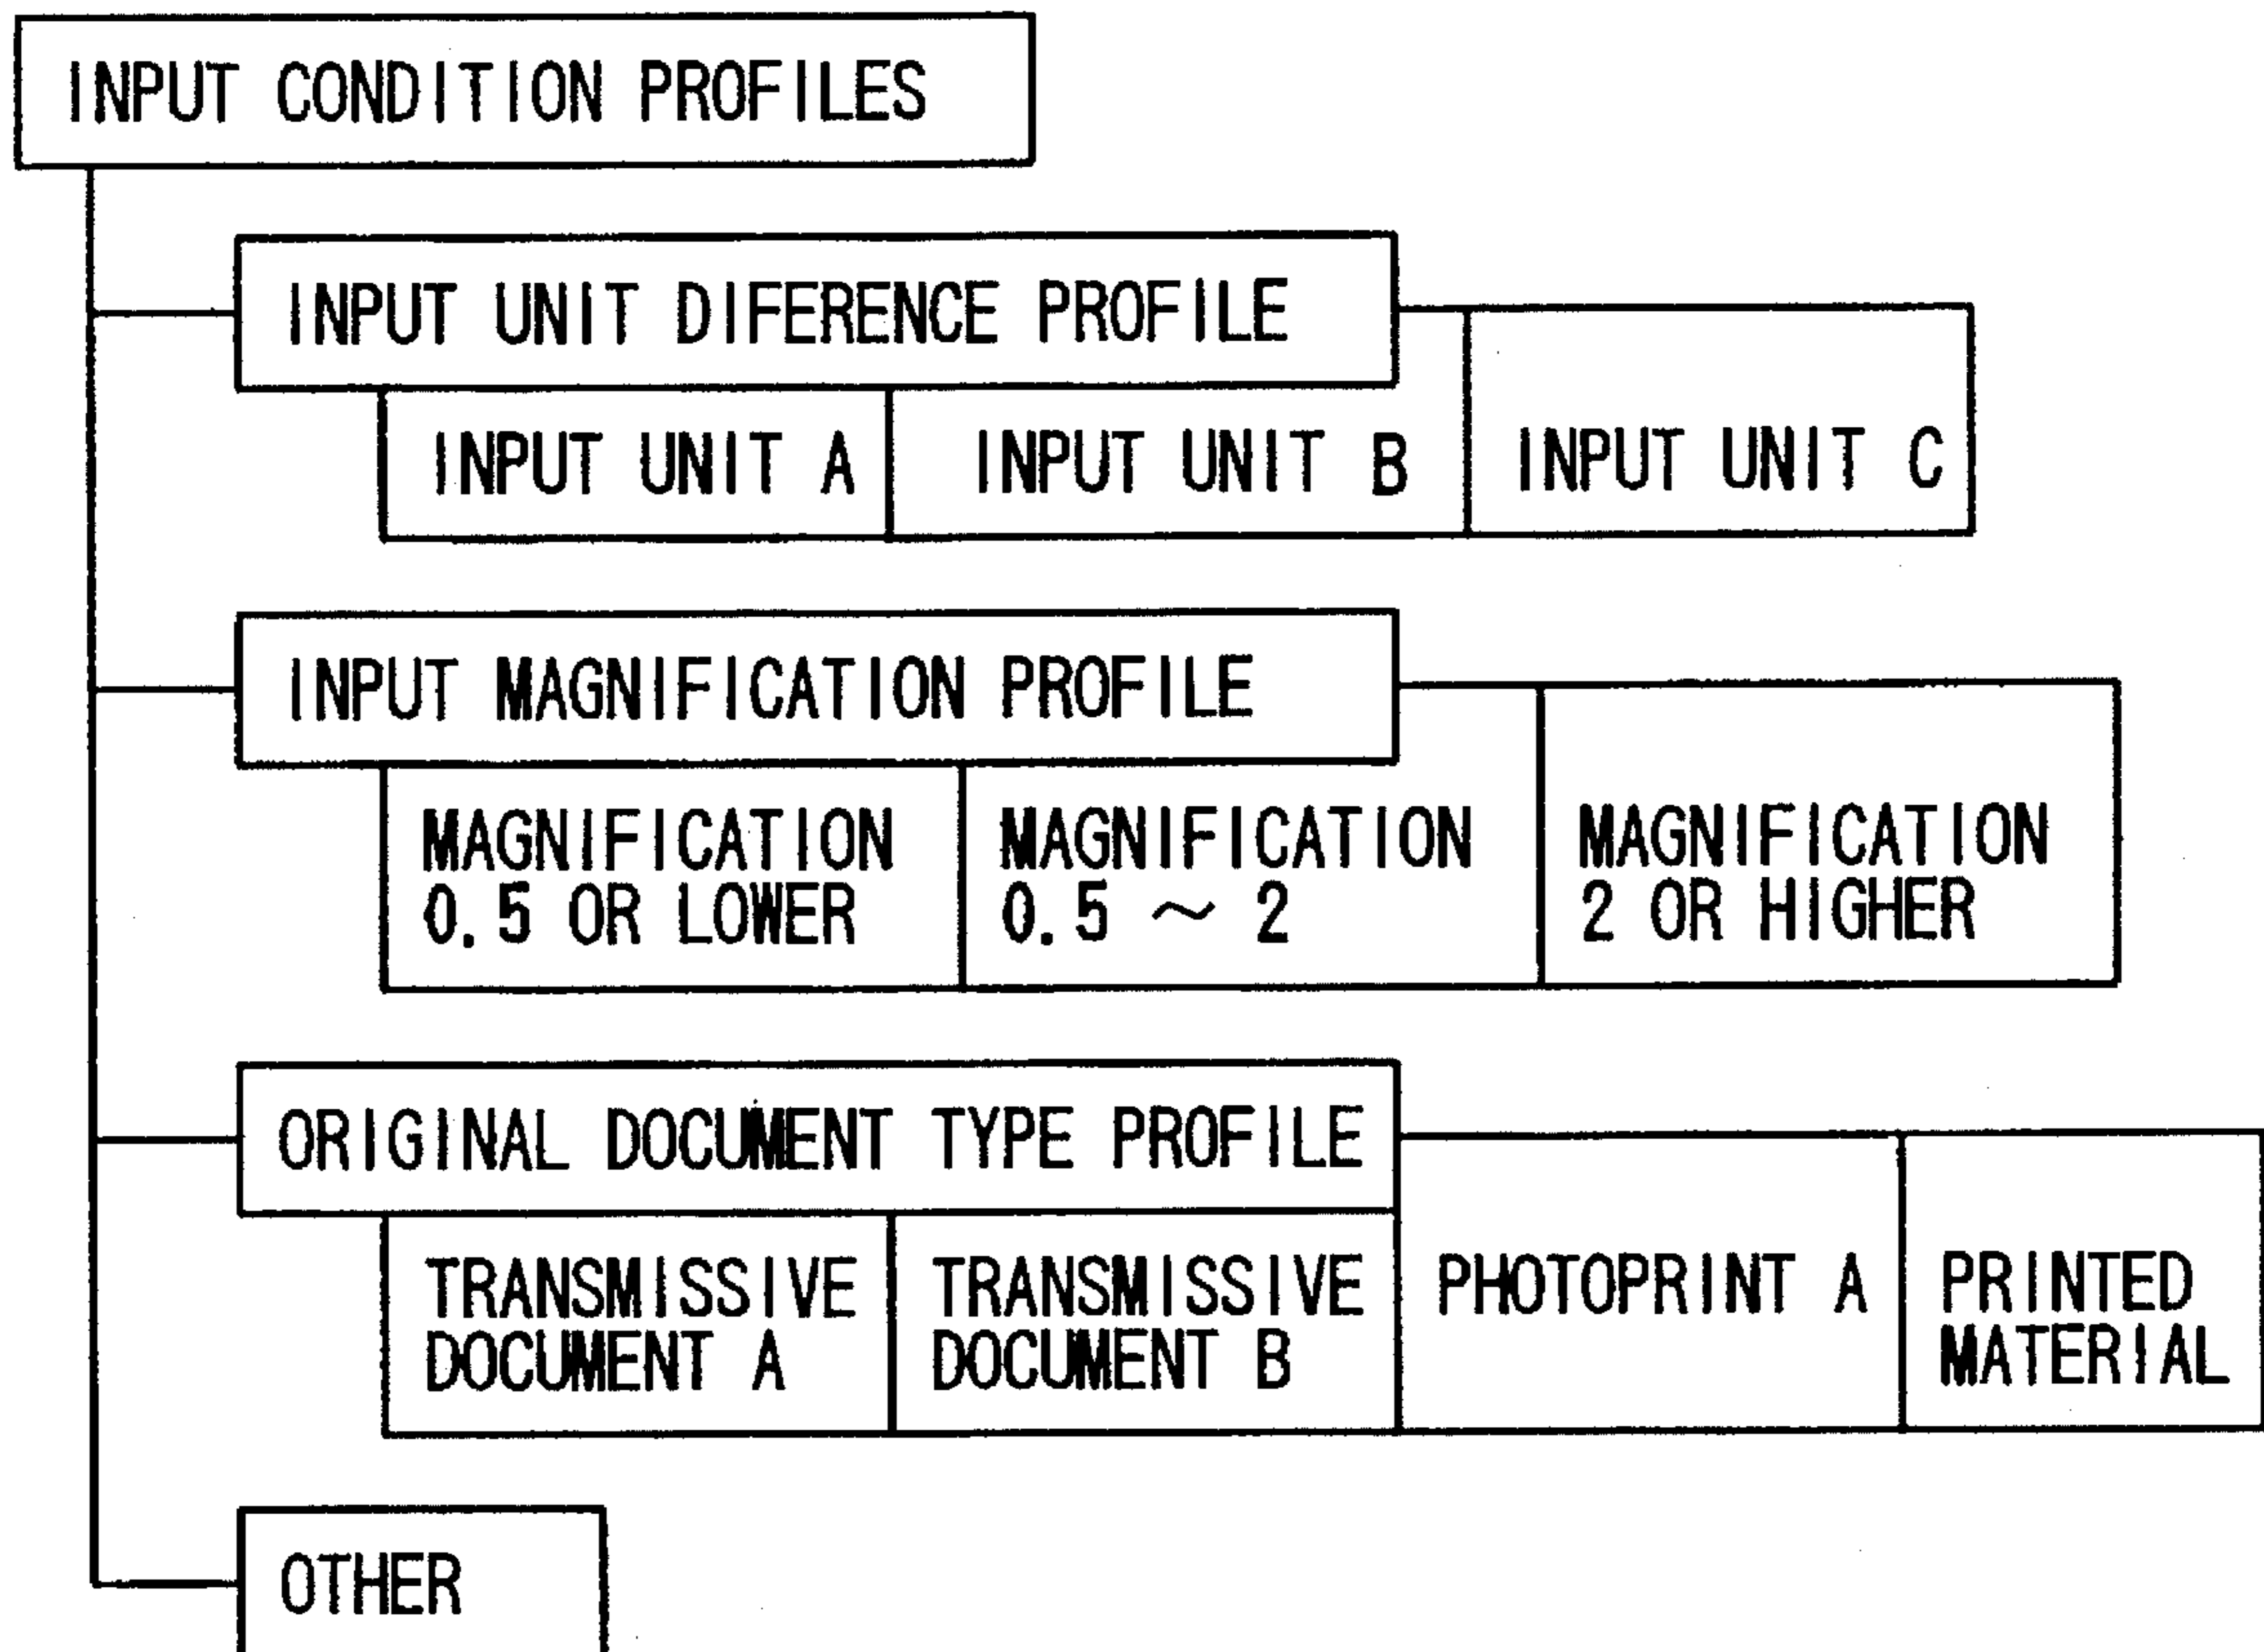 INPUT CONDITION PROFILES
INPUT UNIT DIFERENCE PROFILE
INPUT UNIT A
INPUT UNIT B
INPUT UNIT C
INPUT MAGNIFICATION PROFILE
MAGNIFICATION
0.5 OR LOWER
MAGNIFICATION
0.5 ~ 2
MAGNIFICATION
2 OR HIGHER
ORIGINAL DOCUMENT TYPE PROFILE
TRANSMISSIVE
DOCUMENT A
TRANSMISSIVE
DOCUMENT B
PHOTOPRINT A
PRINTED
MATERIAL
OTHER